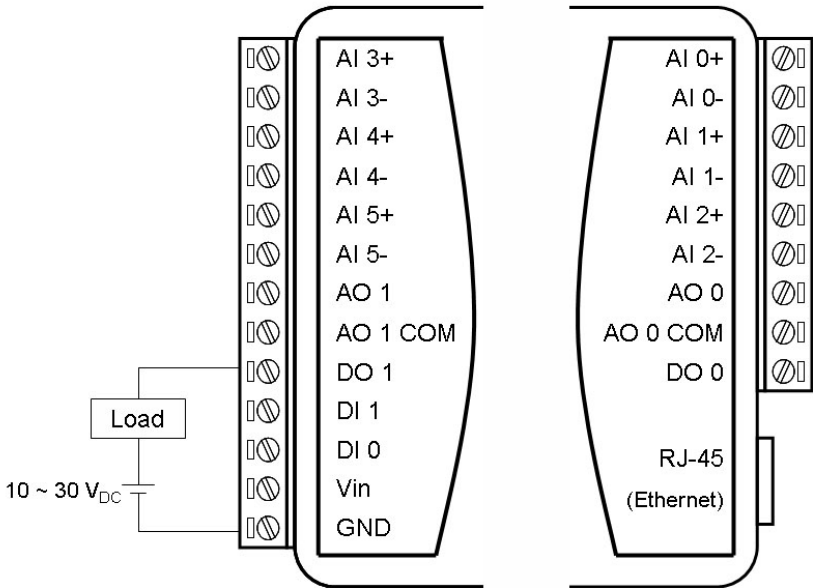 AI 3+
AI 3-
AI 4+
AI 4-
AI 5+
AI 5-
AO 1
AO 1 COM
DO 1
DI 1
DI 0
Vin
GND
Load
10 ~ 30 VDC
AI 0+
AI 0-
AI 1+
AI 1-
AI 2+
AI 2-
AO 0
AO 0 COM
DO 0
RJ-45
(Ethernet)